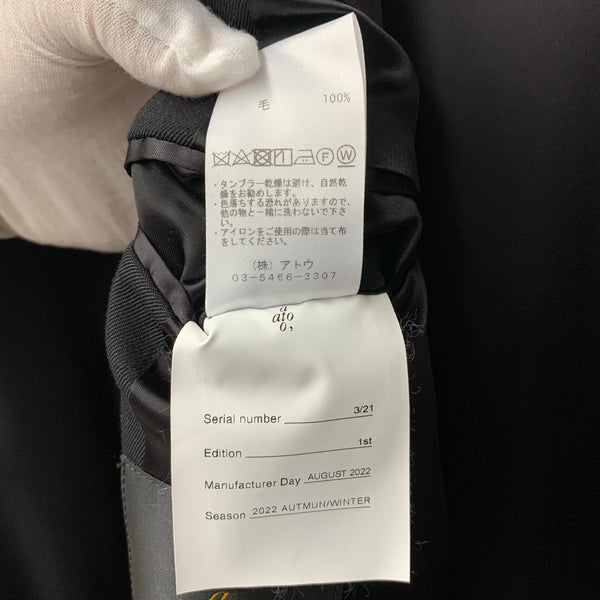 毛 100%
F W
・タンブラー乾燥は避け、自然乾
燥をお勧めします。
・色落ちする恐れがありますので、
他の物と一緒に洗わないで下さ
い。
・アイロンをご使用の際は当て布
をしてください。
(株) アトウ
03-5466-3307
a
ato
o,
Serial number 3/21
Edition 1st
Manufacturer Day AUGUST 2022
Season 2022 AUTMUN/WINTER